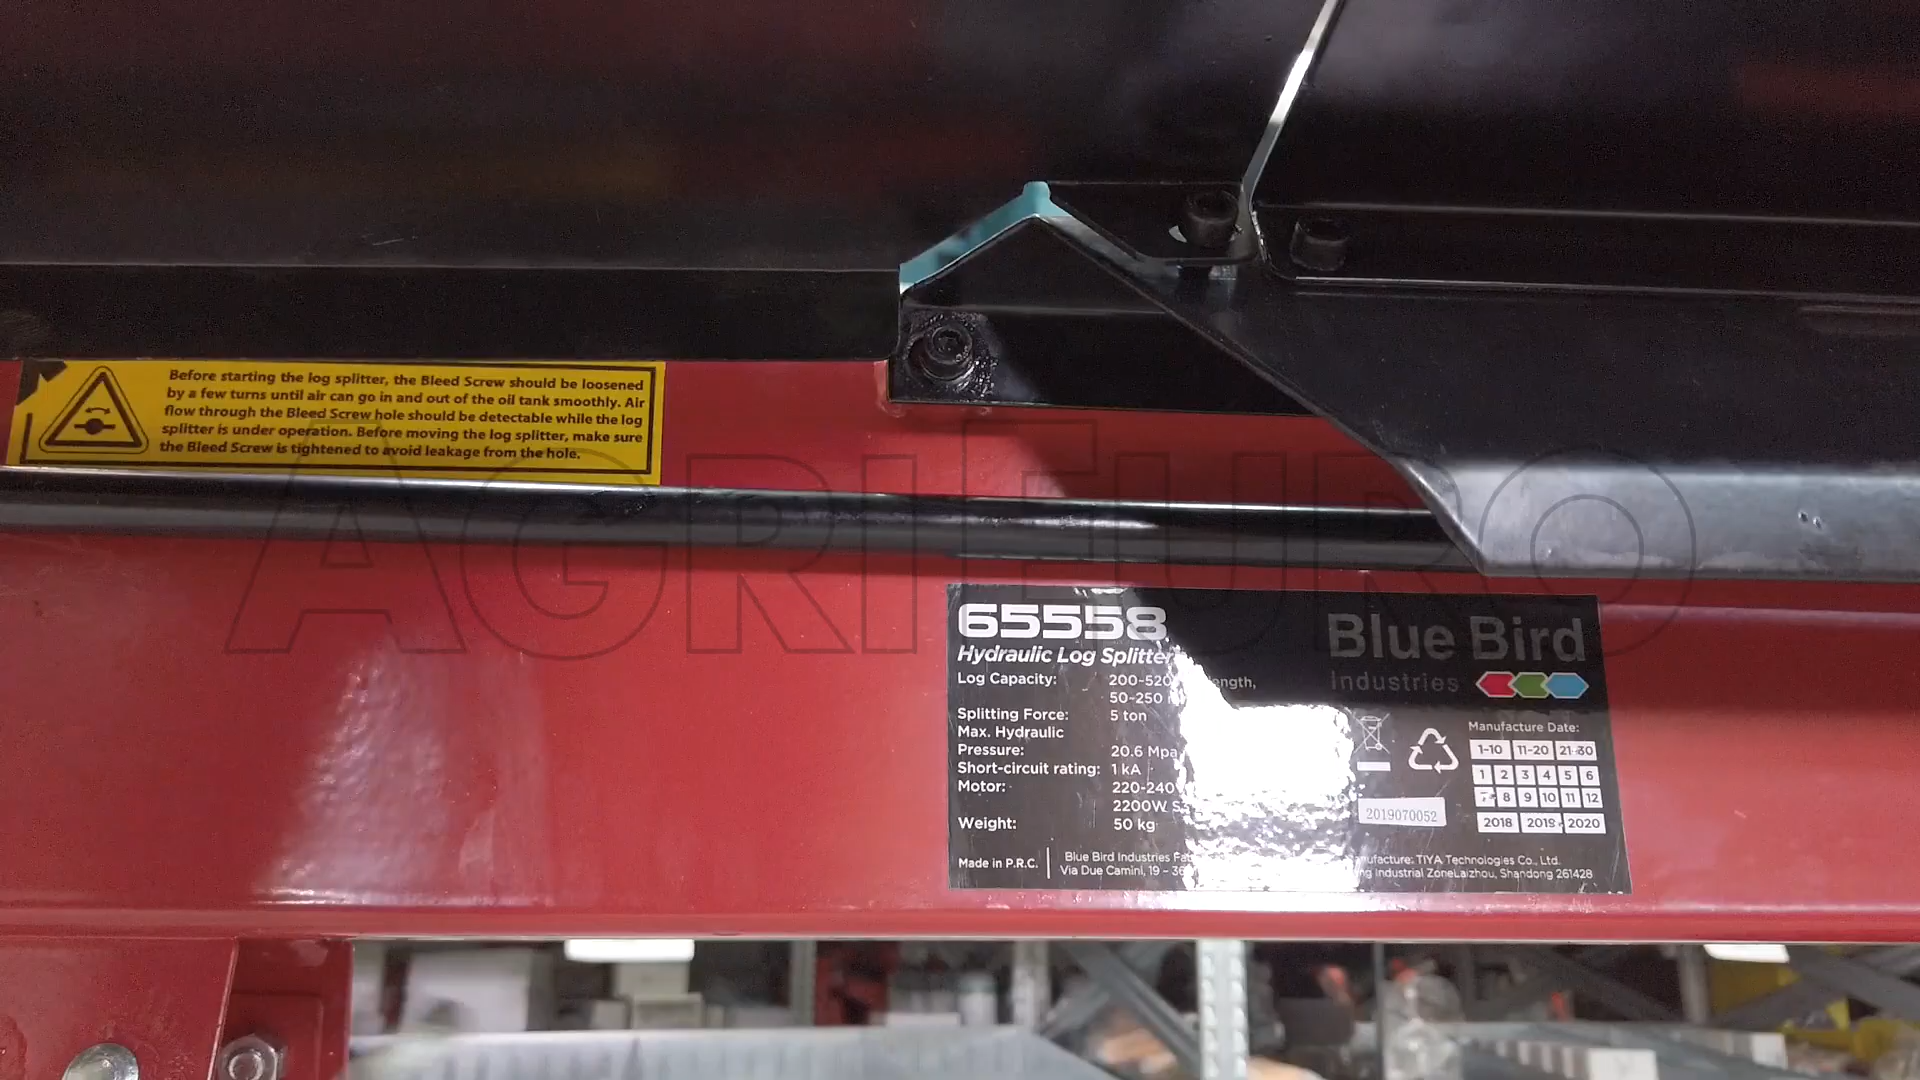 Before starting the log splitter, the Bleed Screw should be loosened
by a few turns until air can go in and out of the oil tank smoothly. Air
flow through the Bleed Screw hole should be detectable while the log
splitter is under operation. Before moving the log splitter, make sure
the Bleed Screw is tightened to avoid leakage from the hole.
AGRIEURO
65558
Hydraulic Log Splitter
Log Capacity: 200-520
50-250
Splitting Force: 5 ton
Max. Hydraulic
Pressure: 20.6 Mpa
Short-circuit rating: 1 kA
Motor: 220-240
2200W S3
Weight: 50 kg
Made in P.R.C.
Blue Bird Industries
Via Due Camini, 19 - 36
Blue Bird
Industries
Manufacture Date:
1-10 11-20 21-30
1 2 3 4 5 6
7 8 9 10 11 12
2018 2019 2020
2019070052
TIYA Technologies Co., Ltd.
Industrial ZoneLaizhou, Shandong 261428